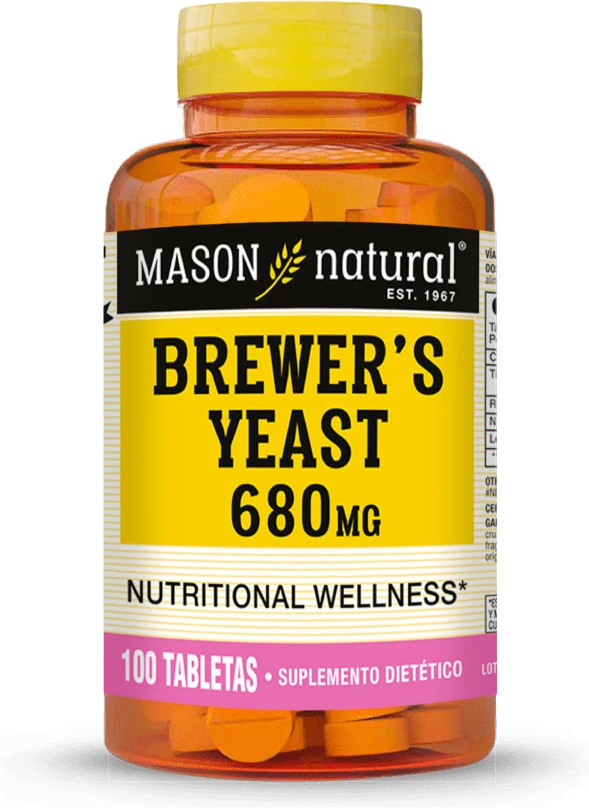 MASON natural®
EST. 1967
BREWER'S
YEAST
680MG
NUTRITIONAL WELLNESS*
100 TABLETAS • SUPLEMENTO DIETÉTICO